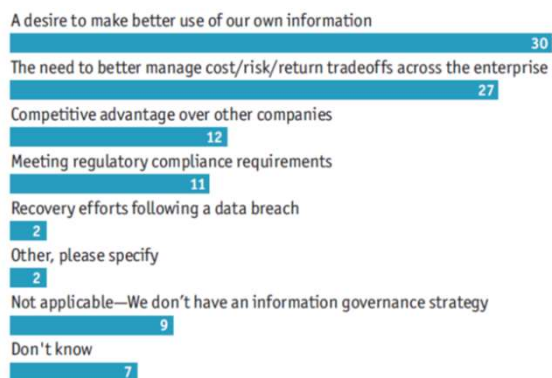 A desire to make better use of our own information
30
The need to better manage cost/risk/return tradeoffs across the enterprise
27
Competitive advantage over other companies
12
Meeting regulatory compliance requirements
11
Recovery efforts following a data breach
2
Other, please specify
2
Not applicable—We don't have an information governance strategy
9
Don't know
7